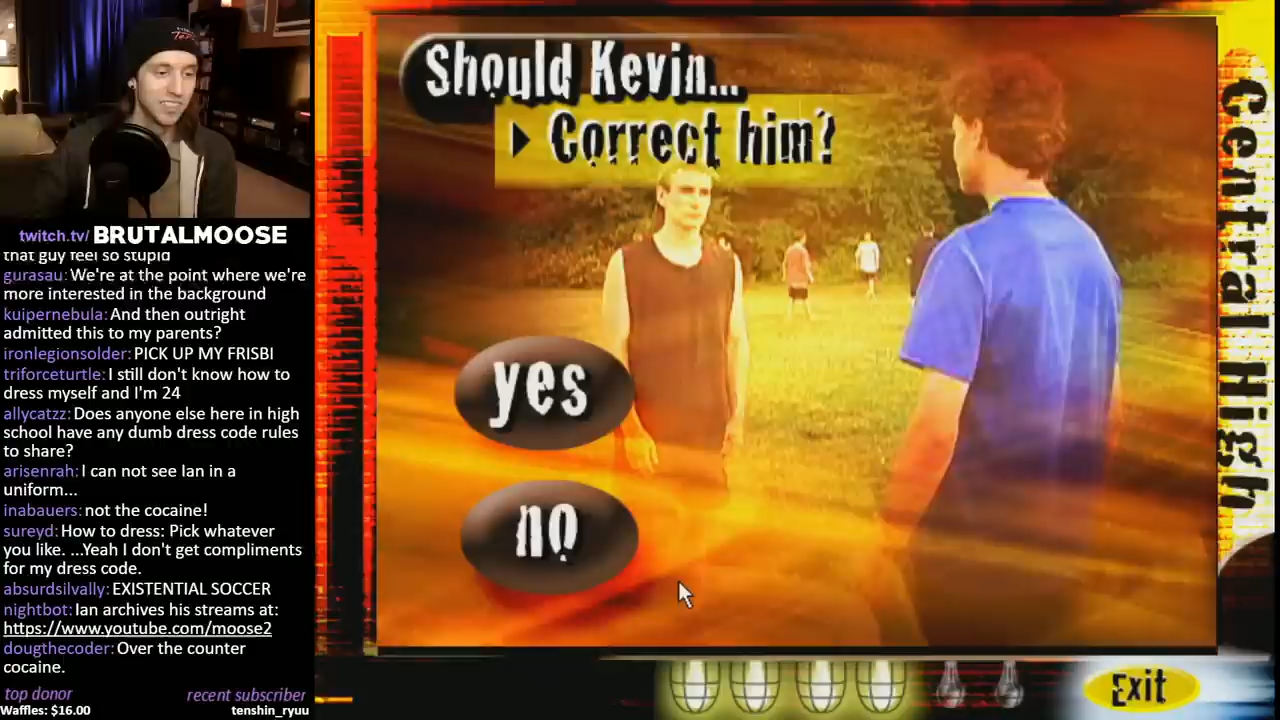 twitch.tv/ BRUTALMOOSE
that guy feel so stupid
gurasau: We're at the point where we're
more interested in the background
kuipernebula: And then outright
admitted this to my parents?
ironlegionsolder: PICK UP MY FRISBI
triforceturtle: I still don't know how to
dress myself and I'm 24
allycatzz: Does anyone else here in high
school have any dumb dress code rules
to share?
arisenrah: I can not see Ian in a
uniform...
inabauers: not the cocaine!
sureyd: How to dress: Pick whatever
you like. ...Yeah I don't get compliments
for my dress code.
absurdsilvally: EXISTENTIAL SOCCER
nightbot: Ian archives his streams at:
https://www.youtube.com/moose2
dougthecoder: Over the counter
cocaine.
top donor
Waffles: $16.00
recent subscriber
tenshin_ryuu
Should Kevin...
Correct him?
yes
no
Central High
Exit